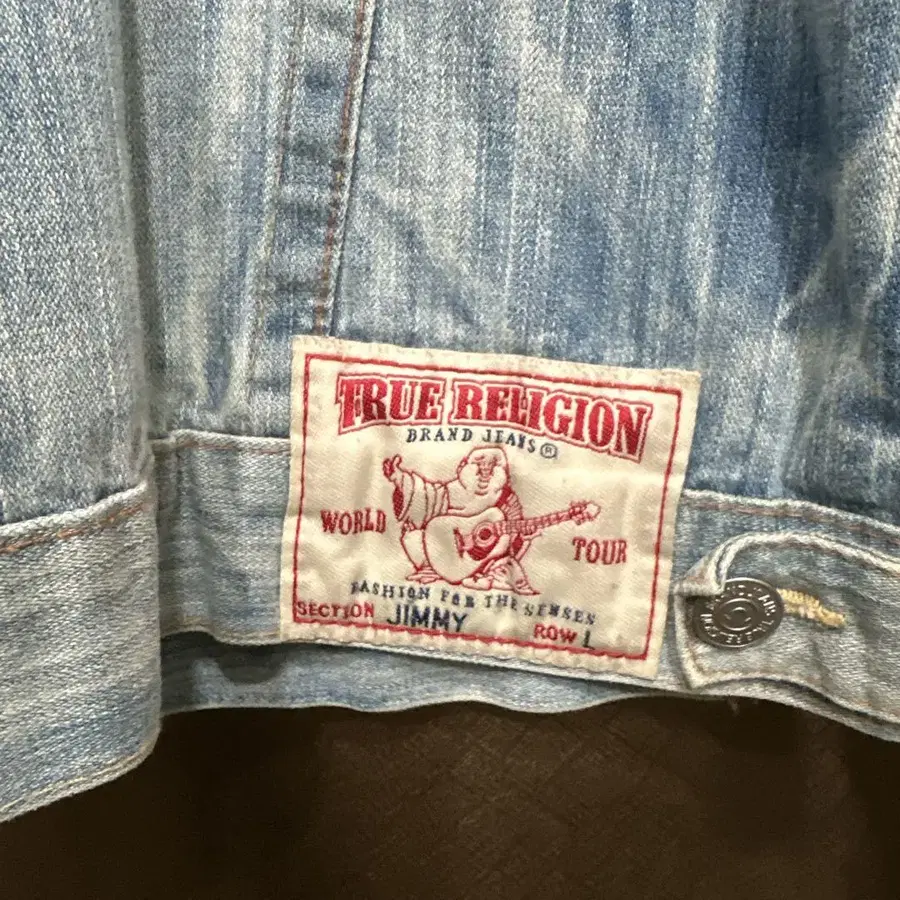 TRUE RELIGION
BRAND JEANS®
WORLD TOUR
FASHION FOR THE SENSES
SECTION JIMMY ROW L